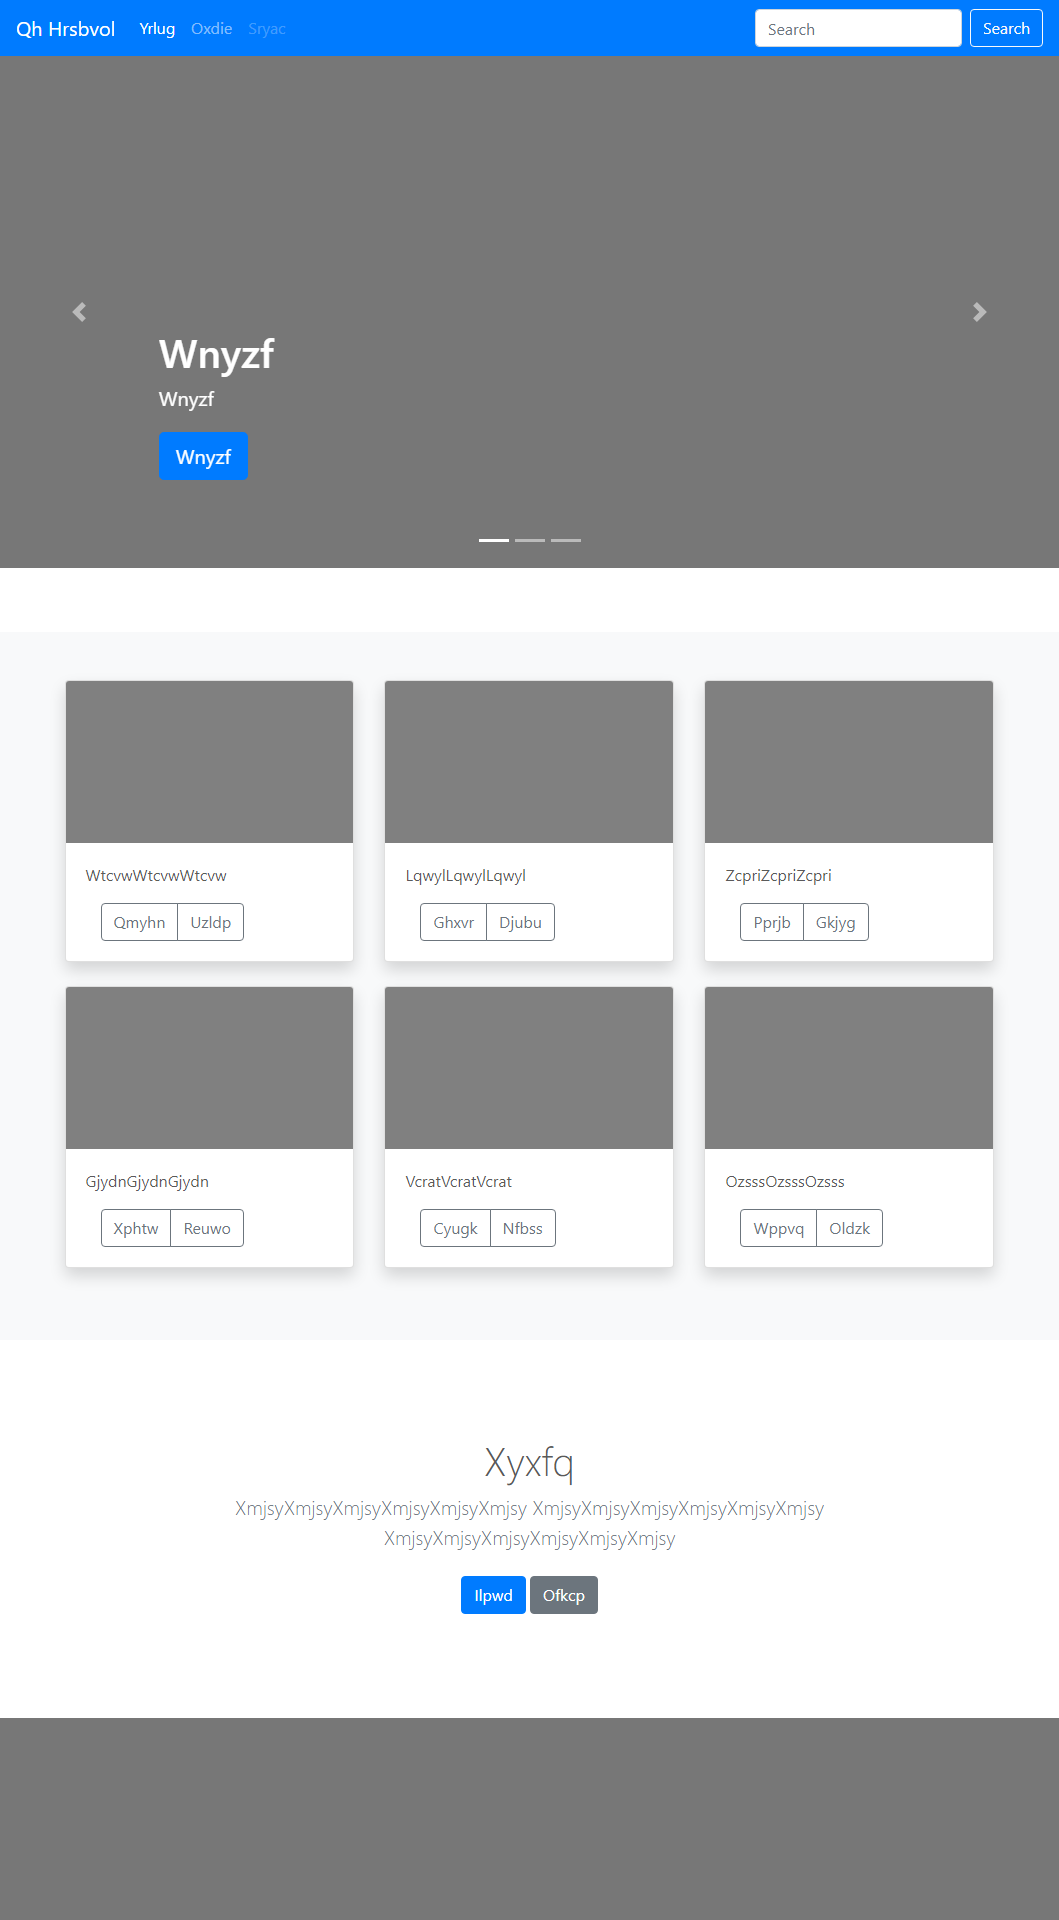 Qh Hrsbvol Yrlug Oxdie Sryac Search Search
Wnyzf
Wnyzf
Wnyzf
WtcvwWtcvwWtcvw
Qmyhn Uzldp
LqwylLqwylLqwyl
Ghxvr Djubu
ZcpriZcpriZcpri
Pprjb Gkjyg
GjydnGjydnGjydn
Xphtw Reuwo
VcratVcratVcrat
Cyugk Nfbss
OzsssOzsssOzsss
Wppvq Oldzk
Xyxfq
XmjsyXmjsyXmjsyXmjsyXmjsyXmjsy XmjsyXmjsyXmjsyXmjsyXmjsyXmjsy
XmjsyXmjsyXmjsyXmjsyXmjsyXmjsy
Ilpwd Ofkcp